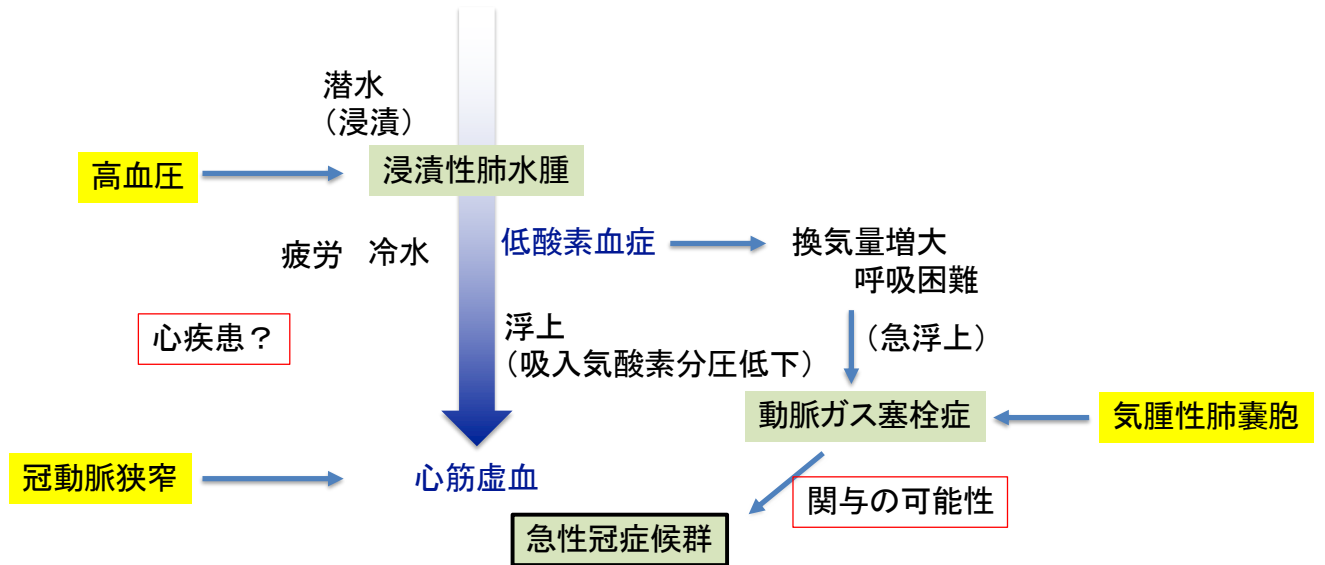 潜水
（浸漬）
高血圧
浸漬性肺水腫
疲労
冷水
低酸素血症
換気量増大
呼吸困難
心疾患？
浮上
（吸入気酸素分圧低下）
（急浮上）
動脈ガス塞栓症
気腫性肺嚢胞
冠動脈狭窄
心筋虚血
関与の可能性
急性冠症候群